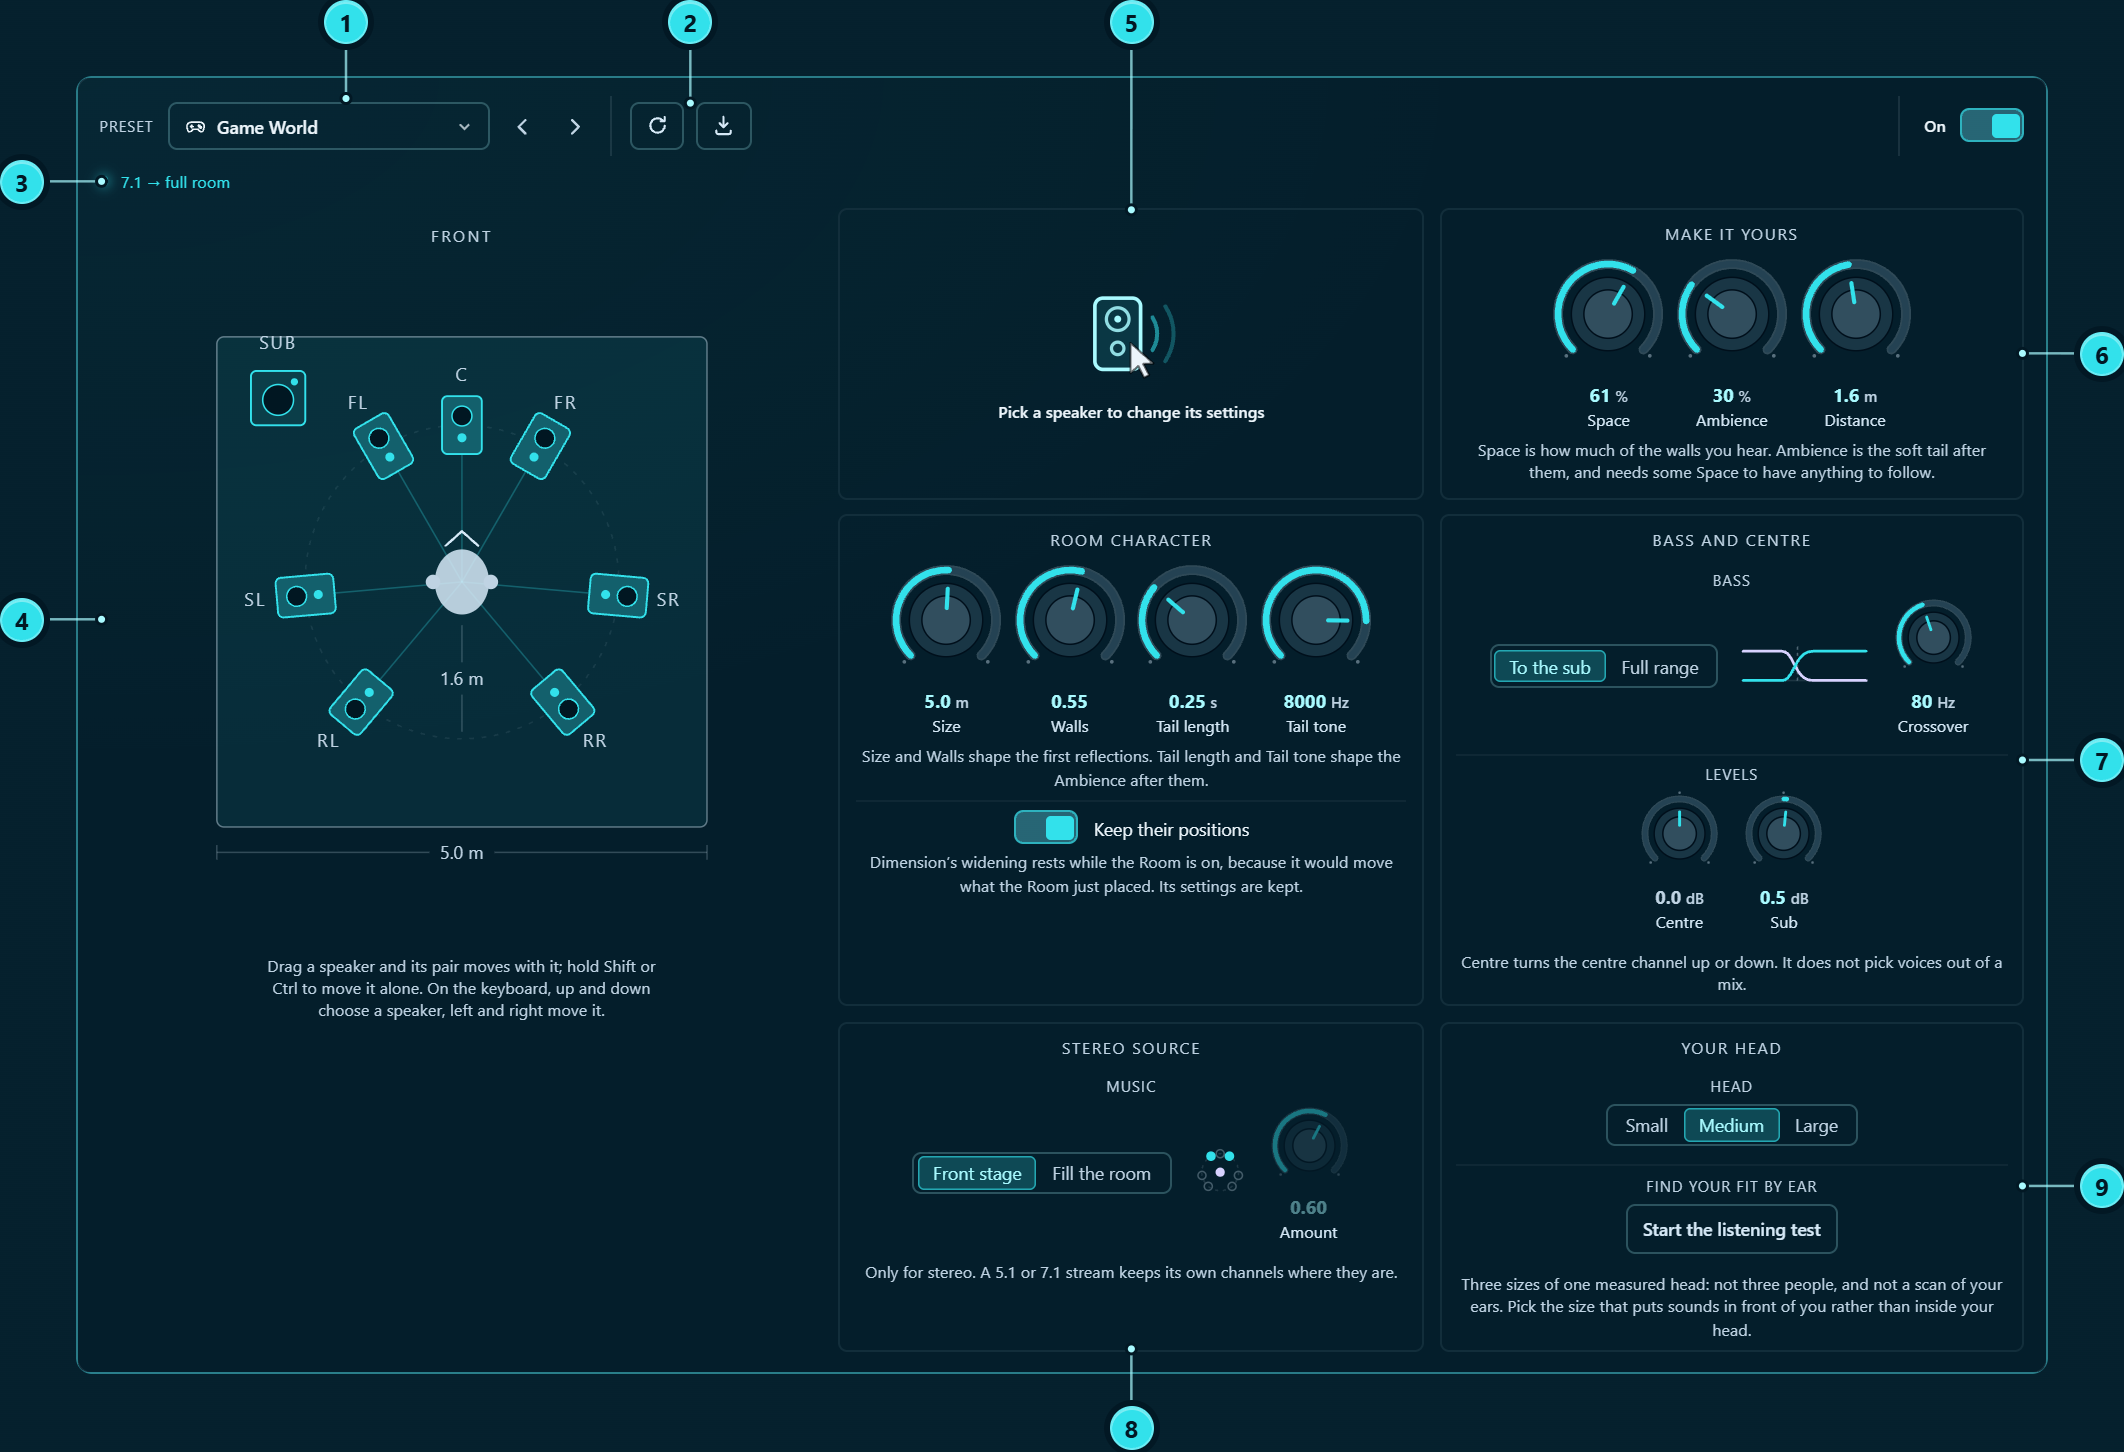 1
2
5
PRESET
Game World
On
3
7.1 → full room
FRONT
SUB
C
FL
FR
SL
SR
1.6 m
RL
RR
5.0 m
4
Drag a speaker and its pair moves with it; hold Shift or
Ctrl to move it alone. On the keyboard, up and down
choose a speaker, left and right move it.
Pick a speaker to change its settings
MAKE IT YOURS
61 %
30 %
1.6 m
Space
Ambience
Distance
Space is how much of the walls you hear. Ambience is the soft tail after
them, and needs some Space to have anything to follow.
6
ROOM CHARACTER
5.0 m
0.55
0.25 s
8000 Hz
Size
Walls
Tail length
Tail tone
Size and Walls shape the first reflections. Tail length and Tail tone shape the
Ambience after them.
Keep their positions
Dimension’s widening rests while the Room is on, because it would move
what the Room just placed. Its settings are kept.
BASS AND CENTRE
BASS
To the sub
Full range
80 Hz
Crossover
7
LEVELS
0.0 dB
0.5 dB
Centre
Sub
Centre turns the centre channel up or down. It does not pick voices out of a
mix.
STEREO SOURCE
MUSIC
Front stage
Fill the room
0.60
Amount
Only for stereo. A 5.1 or 7.1 stream keeps its own channels where they are.
8
YOUR HEAD
HEAD
Small
Medium
Large
9
FIND YOUR FIT BY EAR
Start the listening test
Three sizes of one measured head: not three people, and not a scan of your
ears. Pick the size that puts sounds in front of you rather than inside your
head.